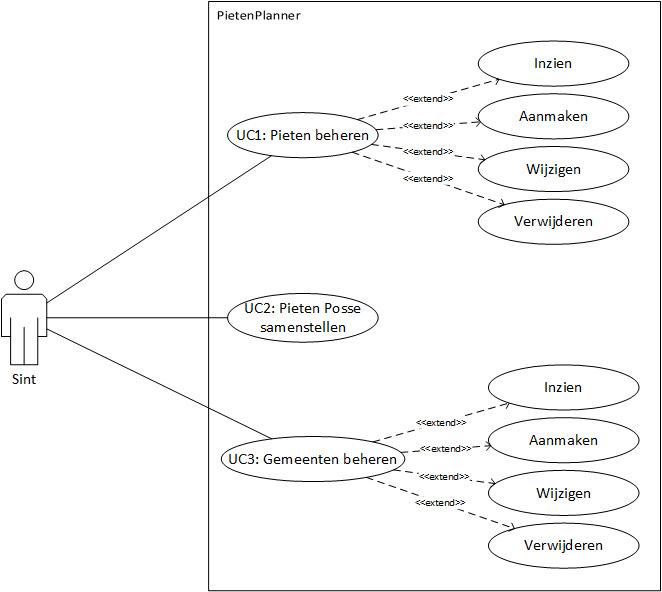 PietenPlanner
Inzien
<<extend>>
Aanmaken
<<extend>>
UC1: Pieten beheren
<<extend>>
Wijzigen
<<extend>>
Verwijderen
UC2: Pieten Posse
samenstellen
Sint
Inzien
<<extend>>
Aanmaken
<<extend>>
UC3: Gemeenten beheren
<<extend>>
Wijzigen
<<extend>>
Verwijderen